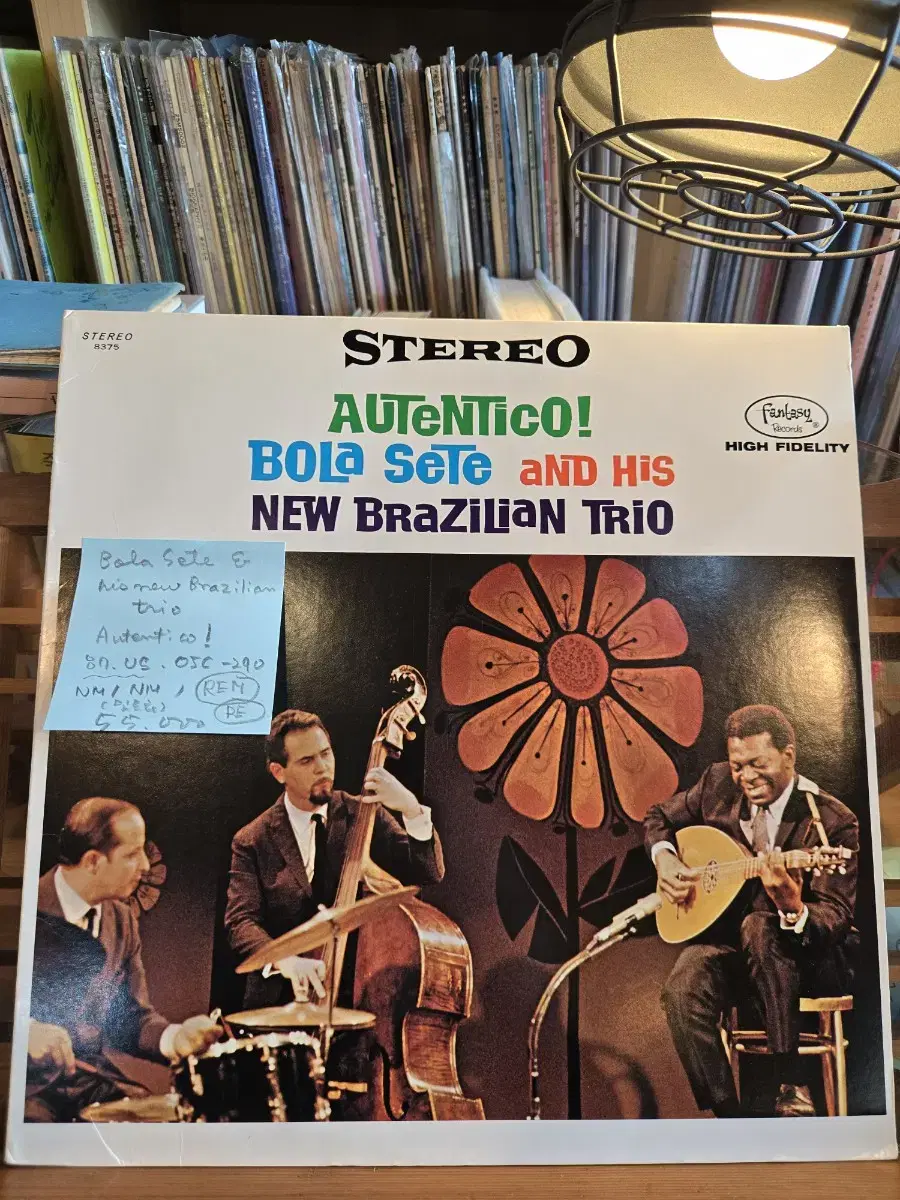 STEREO
8375
STEREO
AUTENTICO!
BOLA SETE AND HIS
NEW BRAZILIAN TRIO
fantasy
Records ®
HIGH FIDELITY
Bola Sete &
his new Brazilian
trio
Autentico!
87. US. OJC-290
NM/NM, REM
RE
55.000